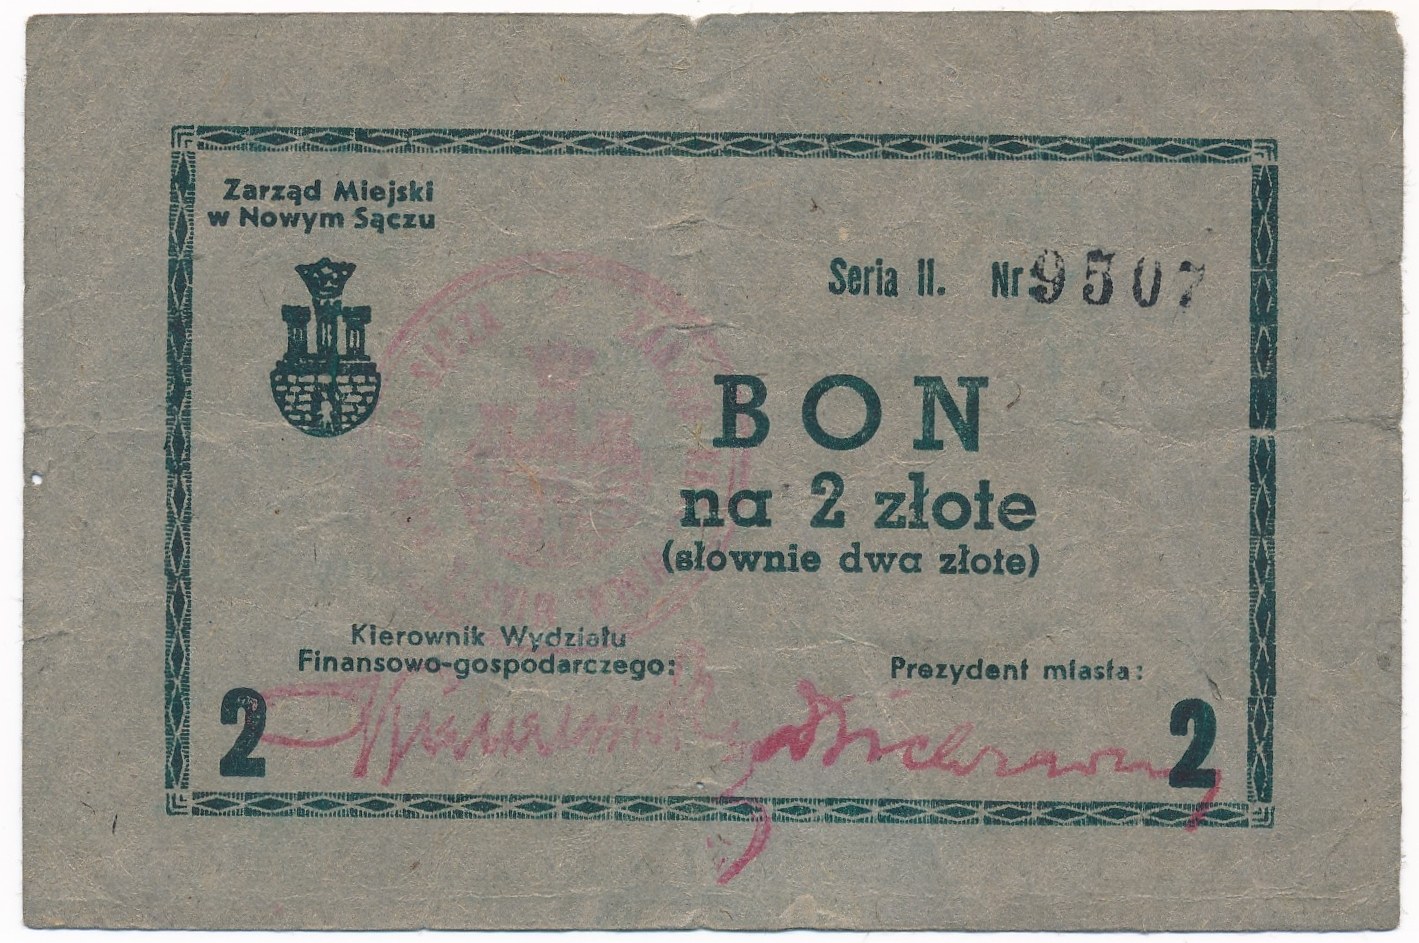 Zarząd Miejski
w Nowym Sączu
Seria II. Nr 9507
BON
na 2 złote
(słownie dwa złote)
Kierownik Wydziału
Finansowo-gospodarczego:
Prezydent miasta:
2
2